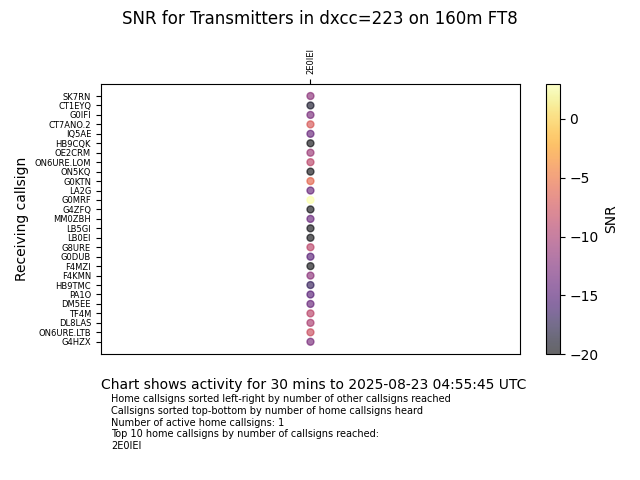 SNR for Transmitters in dxcc=223 on 160m FT8
2E0IEI
SK7RN
CT1EYQ
G0IFI
CT7ANO.2
IQ5AE
HB9CQK
OE2CRM
ON6URE.LOM
ON5KQ
G0KTN
LA2G
G0MRF
G4ZFQ
MM0ZBH
LB5GI
LB0EI
G8URE
G0DUB
F4MZI
F4KMN
HB9TMC
PA1O
DM5EE
TF4M
DL8LAS
ON6URE.LTB
G4HZX
Receiving callsign
0
−5
−10
−15
−20
SNR
Chart shows activity for 30 mins to 2025-08-23 04:55:45 UTC
Home callsigns sorted left-right by number of other callsigns reached
Callsigns sorted top-bottom by number of home callsigns heard
Number of active home callsigns: 1
Top 10 home callsigns by number of callsigns reached:
2E0IEI